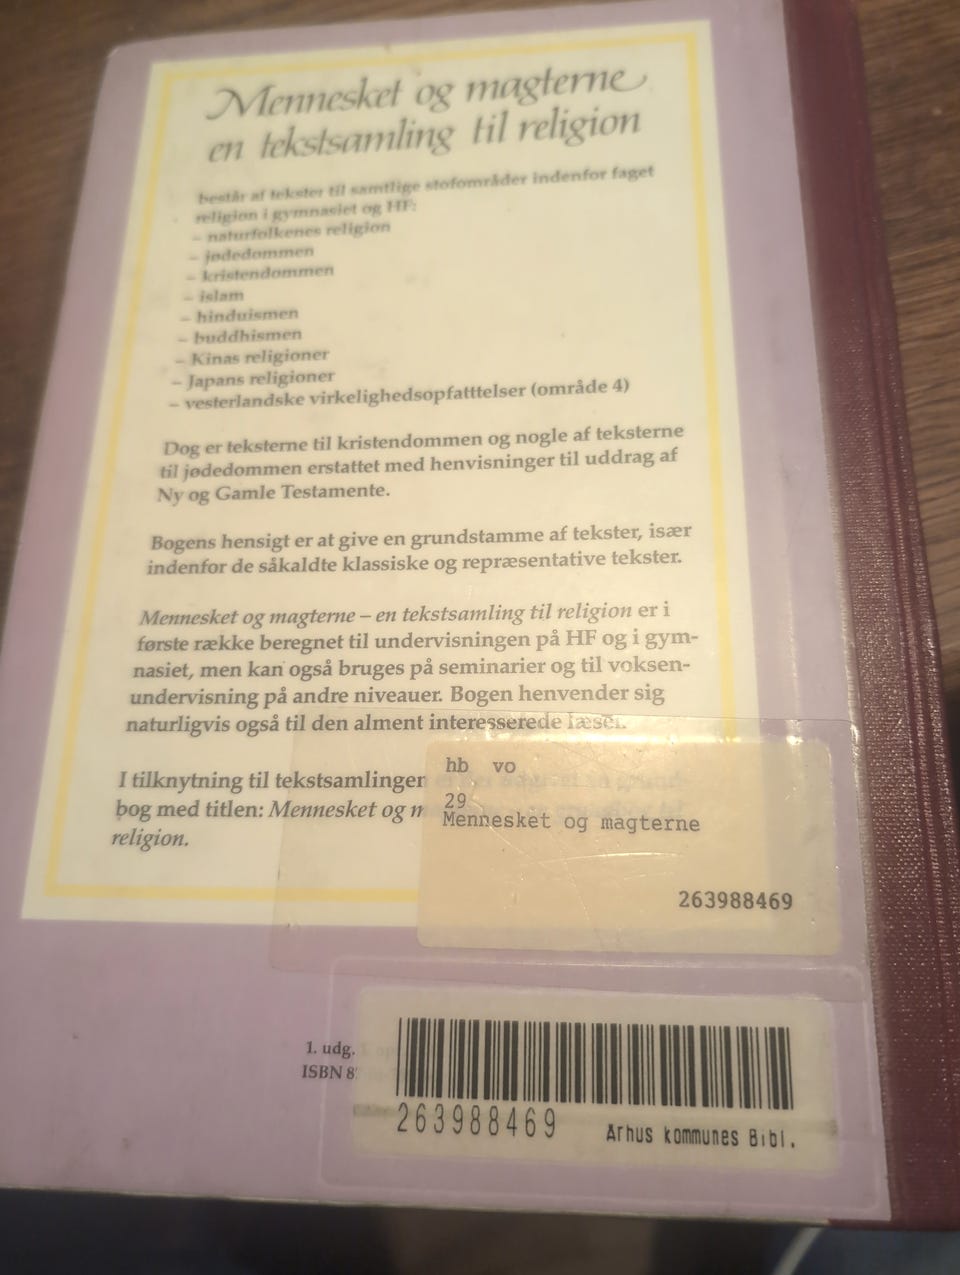 Mennesket og magterne
en tekstsamling til religion
består af tekster til samtlige stofområder indenfor faget
religion i gymnasiet og HF:
– naturfolkenes religion
– jødedommen
– kristendommen
– islam
– hinduismen
– buddhismen
– Kinas religioner
– Japans religioner
– vesterlandske virkelighedsopfatttelser (område 4)
Dog er teksterne til kristendommen og nogle af teksterne
til jødedommen erstattet med henvisninger til uddrag af
Ny og Gamle Testamente.
Bogens hensigt er at give en grundstamme af tekster, især
indenfor de såkaldte klassiske og repræsentative tekster.
Mennesket og magterne – en tekstsamling til religion er i
første række beregnet til undervisningen på HF og i gym-
nasiet, men kan også bruges på seminarier og til voksen-
undervisning på andre niveauer. Bogen henvender sig
naturligvis også til den alment interesserede læser.
I tilknytning til tekstsamlingen
bog med titlen: Mennesket og m
religion.
hb vo
29
Mennesket og magterne
263988469
1. udg.
ISBN 8
263988469
Arhus kommunes Bibl.